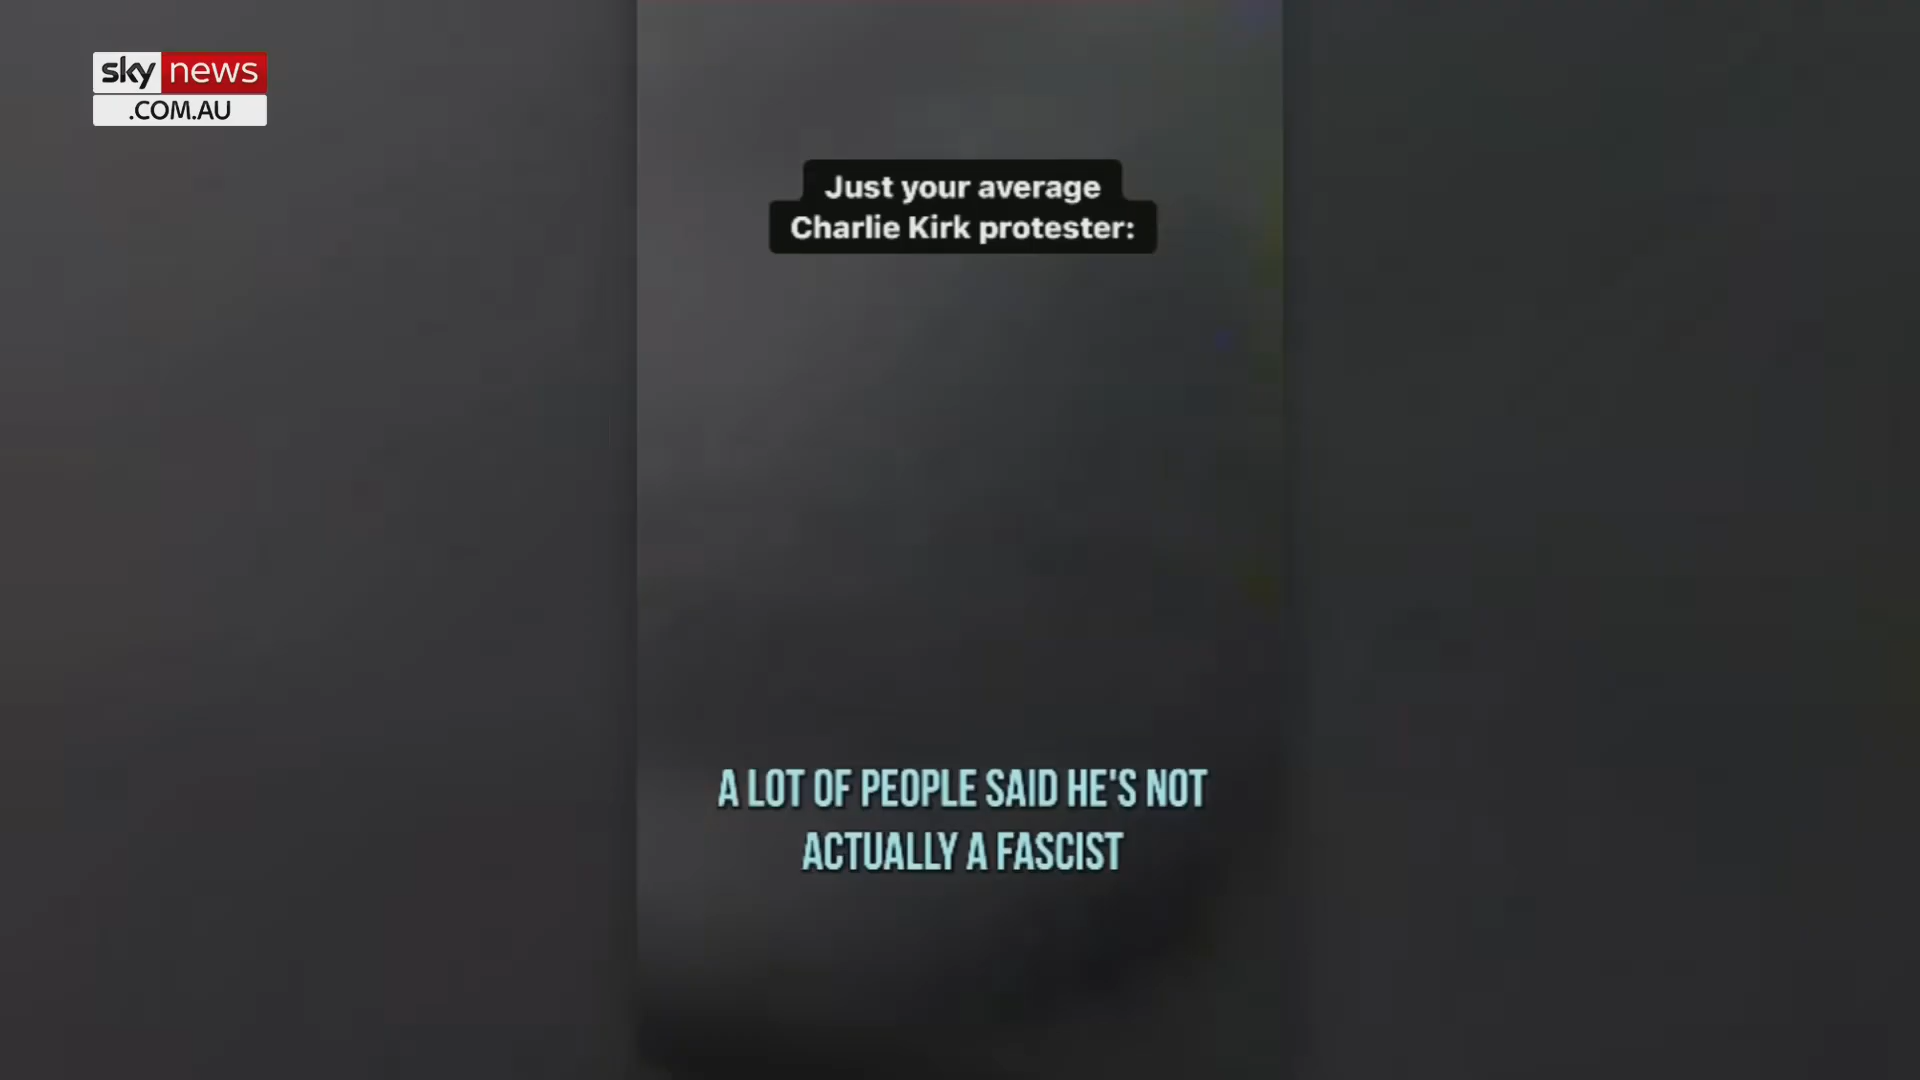 sky news
.COM.AU
Just your average
Charlie Kirk protester:
A LOT OF PEOPLE SAID HE'S NOT
ACTUALLY A FASCIST